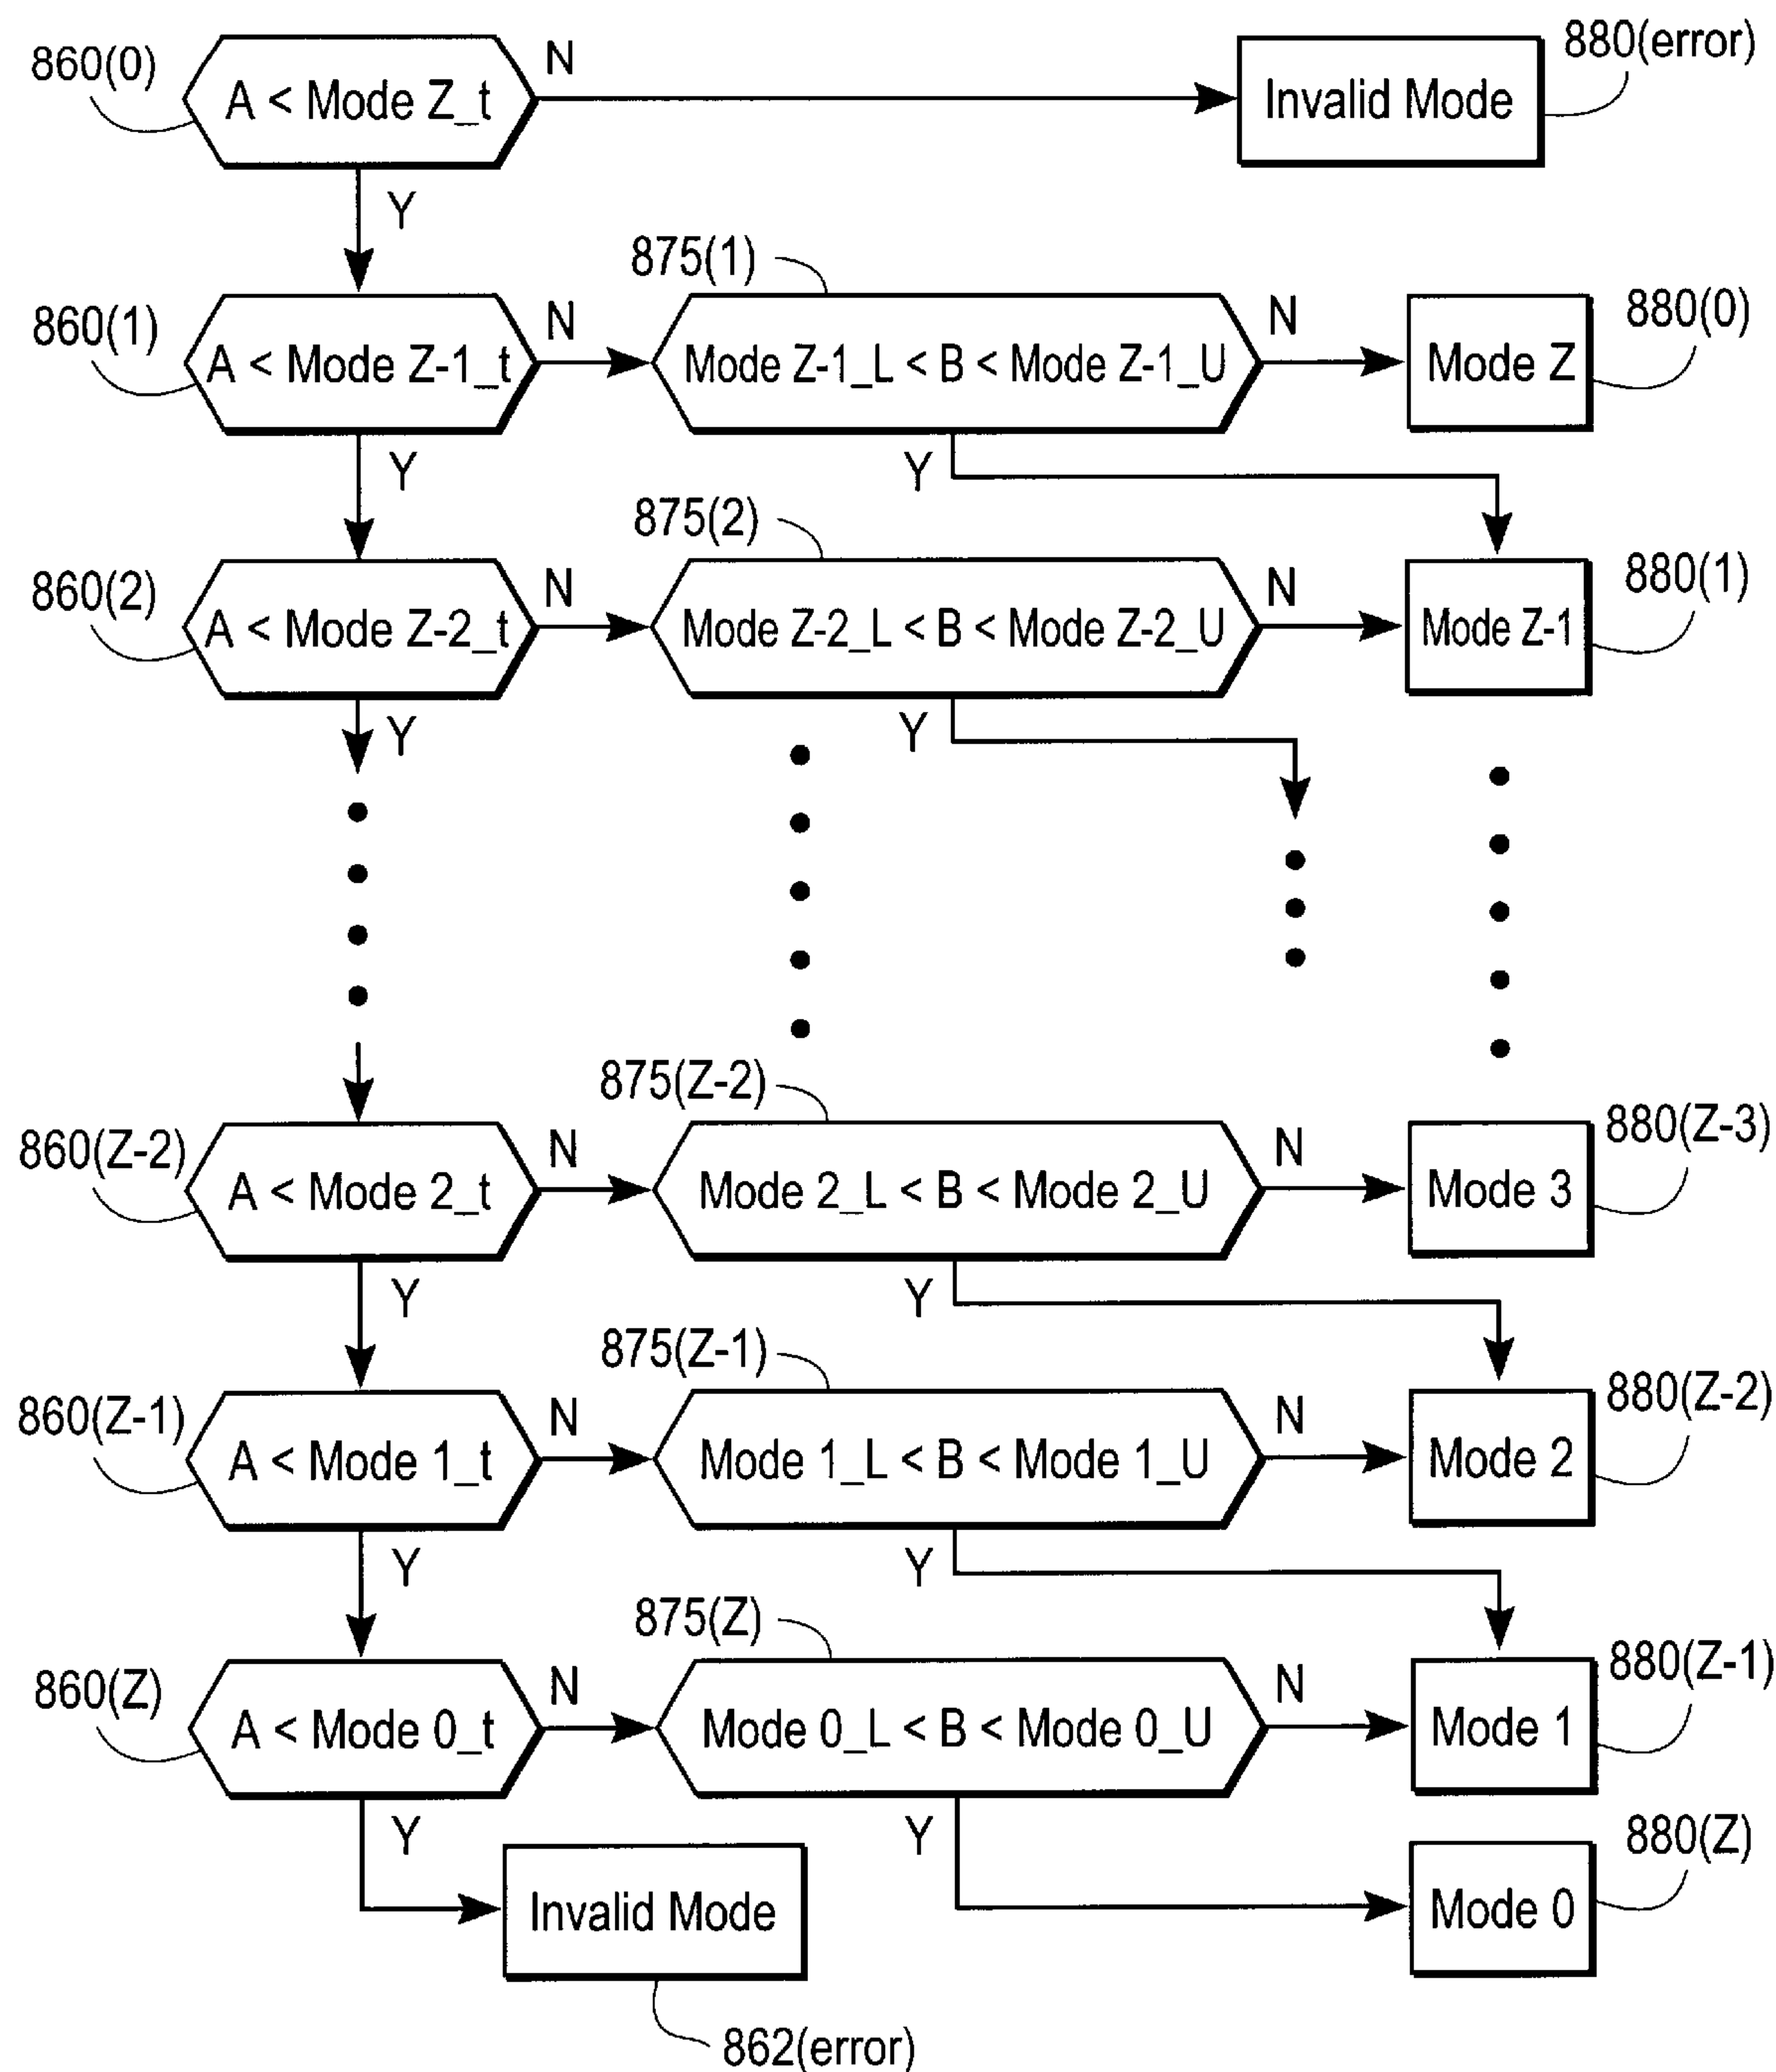 860(0)
A < Mode Z_t
N
Invalid Mode
880(error)
Y
860(1)
A < Mode Z-1_t
N
875(1)
Mode Z-1_L < B < Mode Z-1_U
N
Mode Z
880(0)
Y
Y
860(2)
A < Mode Z-2_t
N
875(2)
Mode Z-2_L < B < Mode Z-2_U
N
Mode Z-1
880(1)
Y
Y
860(Z-2)
A < Mode 2_t
N
875(Z-2)
Mode 2_L < B < Mode 2_U
N
Mode 3
880(Z-3)
Y
Y
860(Z-1)
A < Mode 1_t
N
875(Z-1)
Mode 1_L < B < Mode 1_U
N
Mode 2
880(Z-2)
Y
Y
860(Z)
A < Mode 0_t
N
875(Z)
Mode 0_L < B < Mode 0_U
N
Mode 1
880(Z-1)
Y
Y
Invalid Mode
862(error)
Mode 0
880(Z)